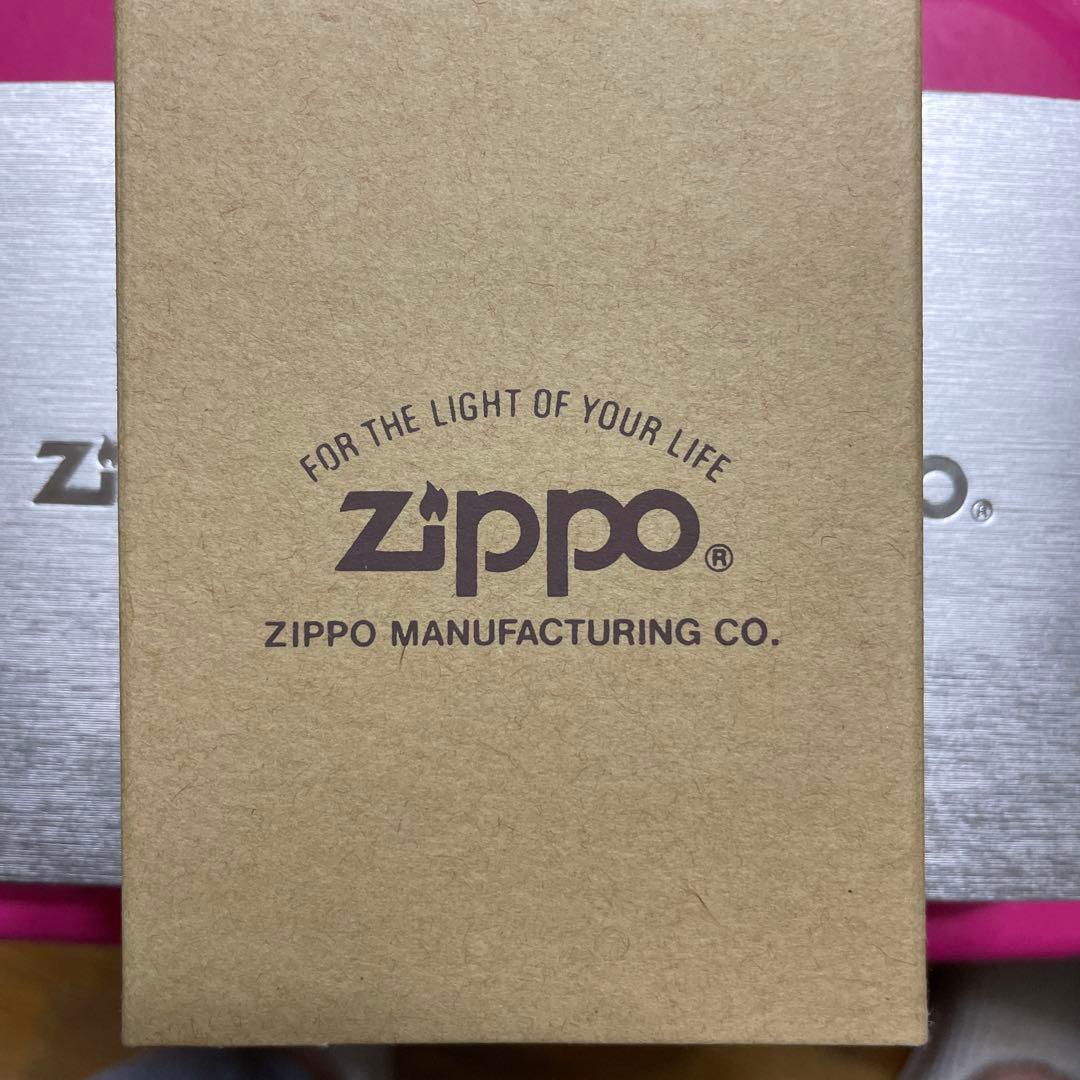 FOR THE LIGHT OF YOUR LIFE
Zippo®
ZIPPO MANUFACTURING CO.